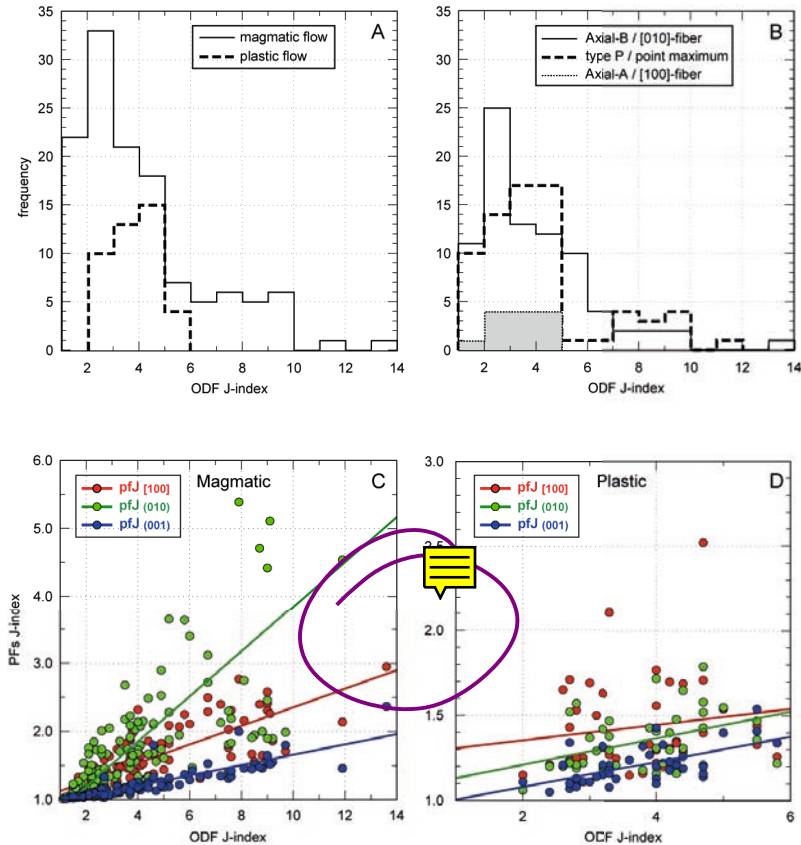 35
30
25
20
15
10
5
0
frequency
2 4 6 8 10 12 14
ODF J-index
magmatic flow
plastic flow
A
35
30
25
20
15
10
5
0
2 4 6 8 10 12 14
ODF J-index
Axial-B / [010]-fiber
type P / point maximum
Axial-A / [100]-fiber
B
6.0
5.0
4.0
3.0
2.0
1.0
PFs J-index
2 4 6 8 10 12 14
ODF J-index
pfJ [100]
pfJ (010)
pfJ (001)
Magmatic
C
3.0
2.0
1.5
1.0
2 3 4 5 6
ODF J-index
pfJ [100]
pfJ (010)
pfJ (001)
Plastic
D